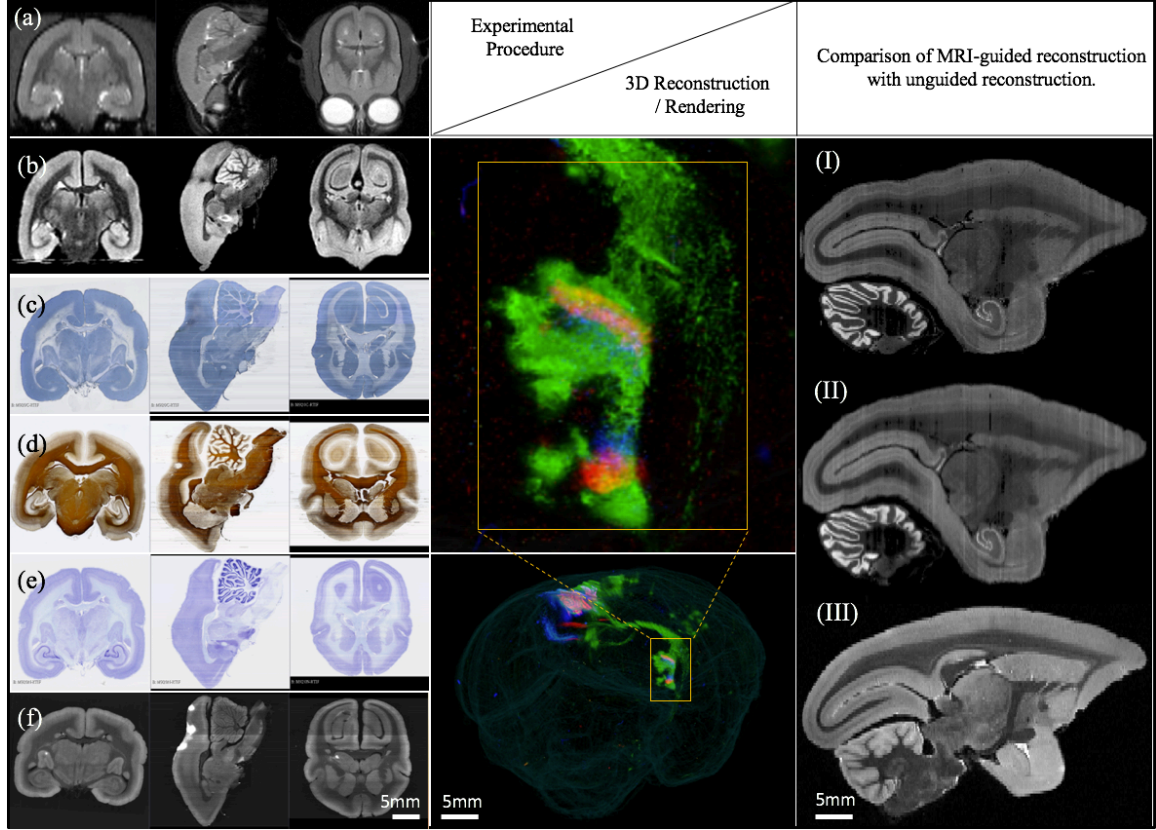 (a)
Experimental
Procedure
3D Reconstruction
/ Rendering
Comparison of MRI-guided reconstruction
with unguided reconstruction.
(b)
(c)
(d)
(e)
(f)
5mm
5mm
(I)
(II)
(III)
5mm